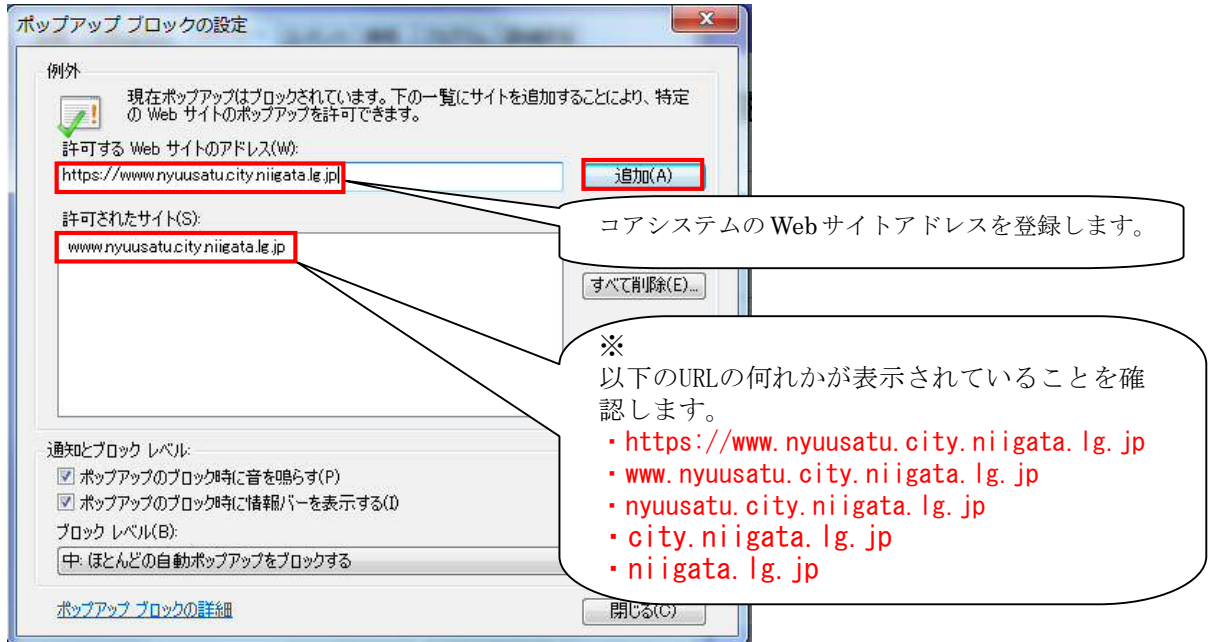 ポップアップ ブロックの設定
例外
現在ポップアップはブロックされています。下の一覧にサイトを追加することにより、特定
の Web サイトのポップアップを許可できます。
許可する Web サイトのアドレス(W):
https://www.nyuusatu.city.niigata.lg.jp
追加(A)
コアシステムの Web サイトアドレスを登録します。
許可されたサイト(S):
www.nyuusatu.city.niigata.lg.jp
すべて削除(E)...
※
以下のURLの何れかが表示されていることを確
認します。
・https://www.nyuusatu.city.niigata.lg.jp
・www.nyuusatu.city.niigata.lg.jp
・nyuusatu.city.niigata.lg.jp
・city.niigata.lg.jp
・niigata.lg.jp
通知とブロック レベル:
ポップアップのブロック時に音を鳴らす(P)
ポップアップのブロック時に情報バーを表示する(I)
ブロック レベル(B):
中: ほとんどの自動ポップアップをブロックする
ポップアップ ブロックの詳細
閉じる(C)